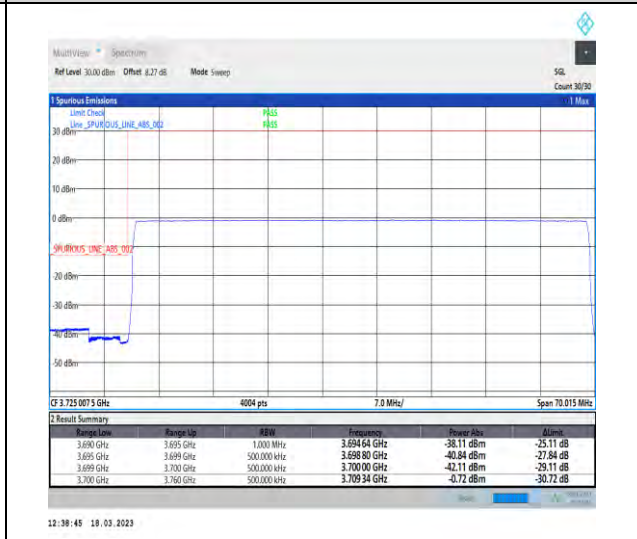 MultiView Spectrum
Ref Level 30.00 dBm Offset 8.27 dB Mode Sweep SGL
Count 30/30
1 Spurious Emissions 1 Max
Limit Check PASS
Line _SPURIOUS_LINE_ABS_002 PASS
30 dBm
20 dBm
10 dBm
0 dBm
_SPURIOUS_LINE_ABS_002
-20 dBm
-30 dBm
-40 dBm
-50 dBm
CF 3.725 007 5 GHz 4004 pts 7.0 MHz/ Span 70.015 MHz
2 Result Summary
Range Low Range Up RBW Frequency Power Abs ΔLimit
3.690 GHz 3.695 GHz 1.000 MHz 3.694 64 GHz -38.11 dBm -25.11 dB
3.695 GHz 3.699 GHz 500.000 kHz 3.698 80 GHz -40.84 dBm -27.84 dB
3.699 GHz 3.700 GHz 500.000 kHz 3.700 00 GHz -42.11 dBm -29.11 dB
3.700 GHz 3.760 GHz 500.000 kHz 3.709 34 GHz -0.72 dBm -30.72 dB
12:38:45 18.03.2023